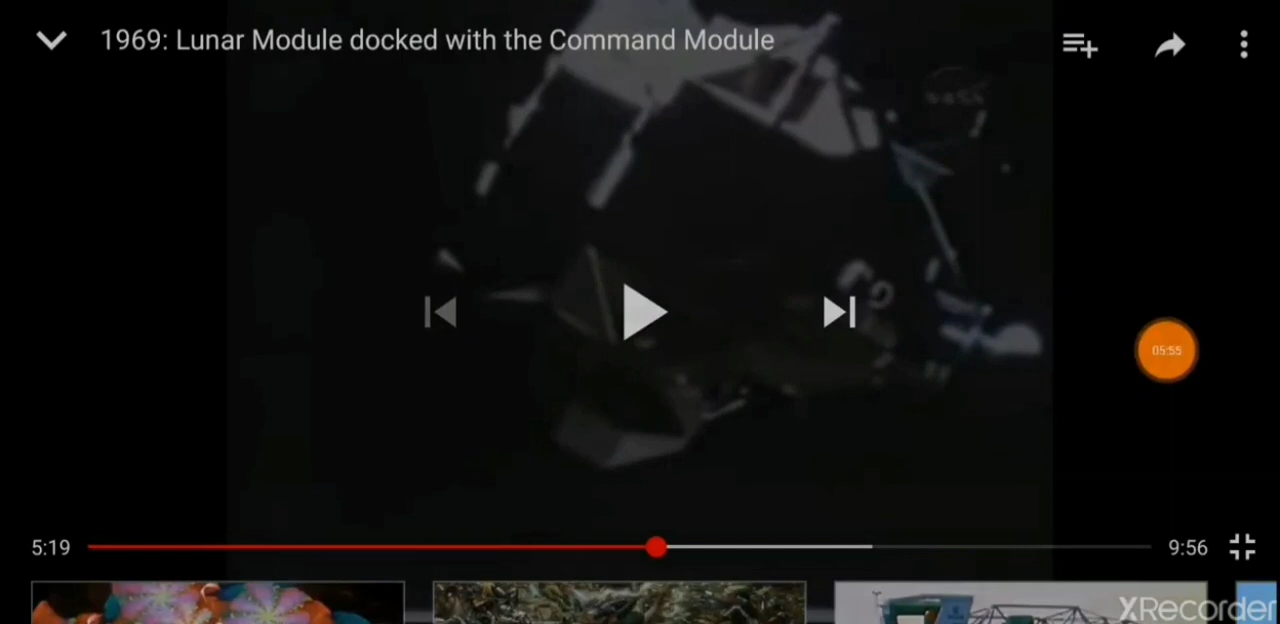 1969: Lunar Module docked with the Command Module
05:55
5:19
9:56
XRecorder